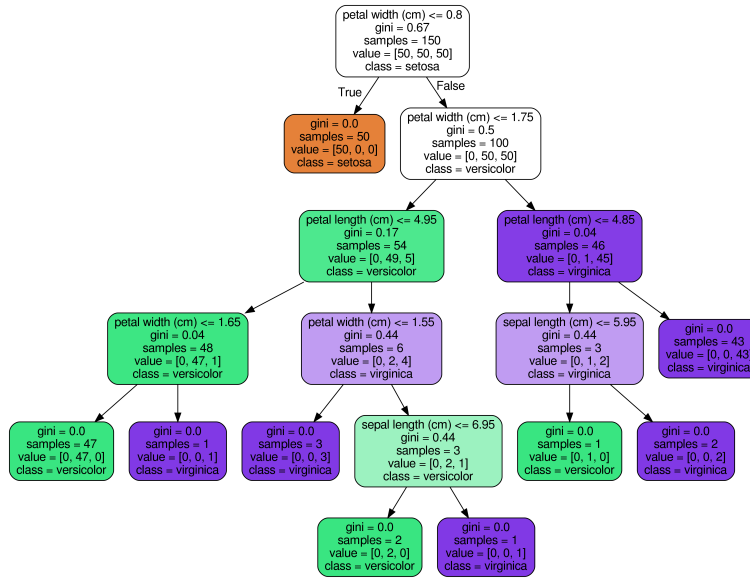 petal width (cm) <= 0.8
gini = 0.67
samples = 150
value = [50, 50, 50]
class = setosa
True
False
gini = 0.0
samples = 50
value = [50, 0, 0]
class = setosa
petal width (cm) <= 1.75
gini = 0.5
samples = 100
value = [0, 50, 50]
class = versicolor
petal length (cm) <= 4.95
gini = 0.17
samples = 54
value = [0, 49, 5]
class = versicolor
petal length (cm) <= 4.85
gini = 0.04
samples = 46
value = [0, 1, 45]
class = virginica
petal width (cm) <= 1.65
gini = 0.04
samples = 48
value = [0, 47, 1]
class = versicolor
petal width (cm) <= 1.55
gini = 0.44
samples = 6
value = [0, 2, 4]
class = virginica
sepal length (cm) <= 5.95
gini = 0.44
samples = 3
value = [0, 1, 2]
class = virginica
gini = 0.0
samples = 43
value = [0, 0, 43]
class = virginica
gini = 0.0
samples = 47
value = [0, 47, 0]
class = versicolor
gini = 0.0
samples = 1
value = [0, 0, 1]
class = virginica
gini = 0.0
samples = 3
value = [0, 0, 3]
class = virginica
sepal length (cm) <= 6.95
gini = 0.44
samples = 3
value = [0, 2, 1]
class = versicolor
gini = 0.0
samples = 1
value = [0, 1, 0]
class = versicolor
gini = 0.0
samples = 2
value = [0, 0, 2]
class = virginica
gini = 0.0
samples = 2
value = [0, 2, 0]
class = versicolor
gini = 0.0
samples = 1
value = [0, 0, 1]
class = virginica